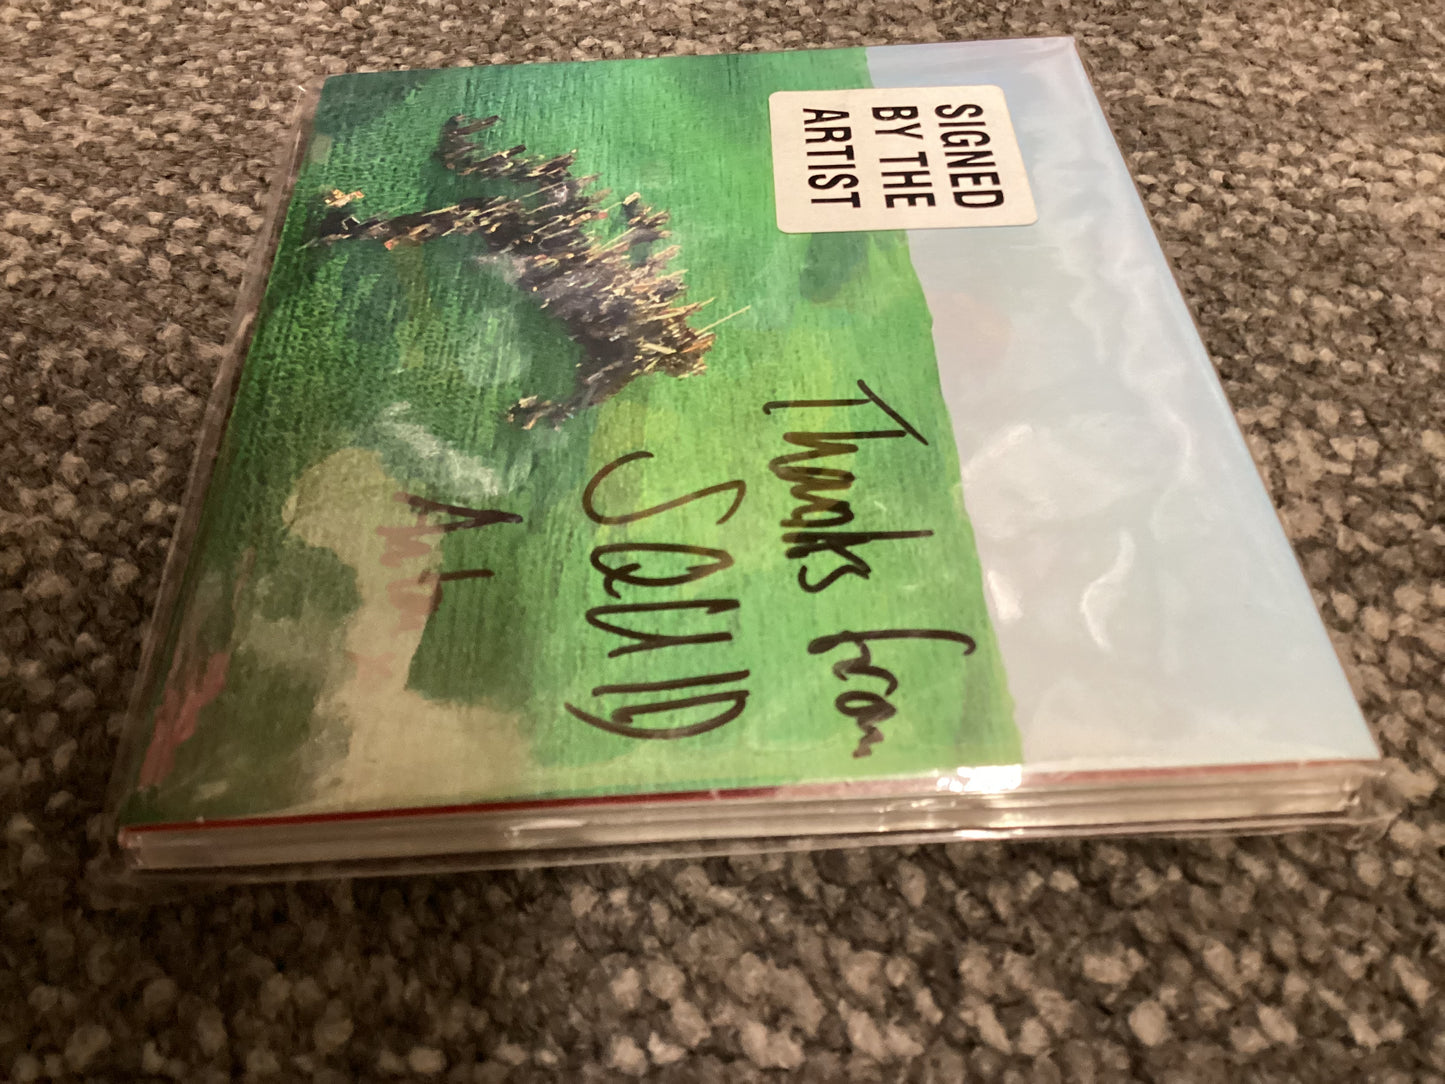 SIGNED
BY THE
ARTIST
Thanks from
SQUID